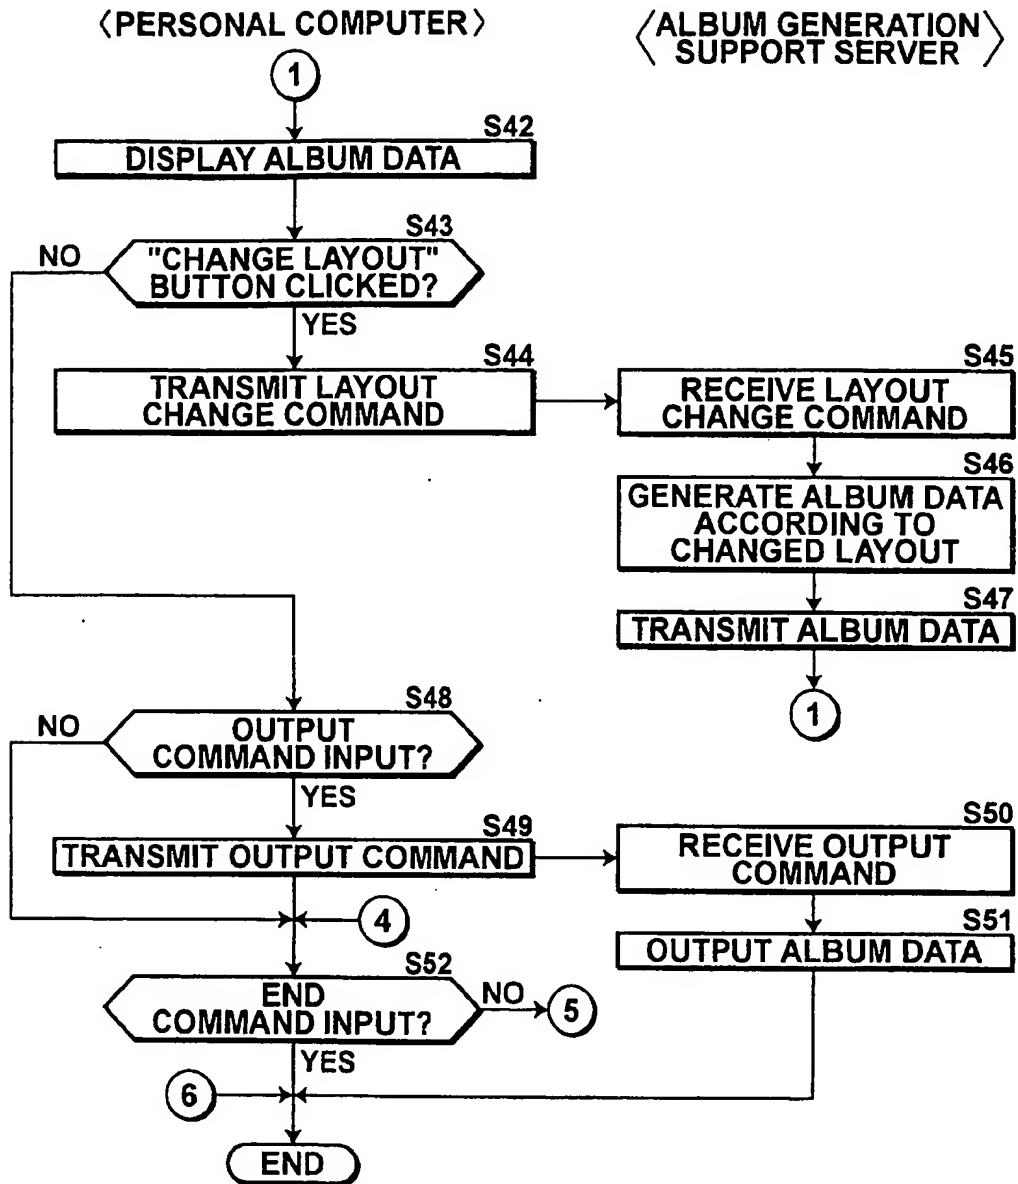 〈PERSONAL COMPUTER〉
〈ALBUM GENERATION
SUPPORT SERVER〉
1
S42
DISPLAY ALBUM DATA
S43
NO
"CHANGE LAYOUT"
BUTTON CLICKED?
YES
S44
TRANSMIT LAYOUT
CHANGE COMMAND
S45
RECEIVE LAYOUT
CHANGE COMMAND
S46
GENERATE ALBUM DATA
ACCORDING TO
CHANGED LAYOUT
S47
TRANSMIT ALBUM DATA
1
S48
NO
OUTPUT
COMMAND INPUT?
YES
S49
TRANSMIT OUTPUT COMMAND
S50
RECEIVE OUTPUT
COMMAND
S51
OUTPUT ALBUM DATA
4
S52
END
COMMAND INPUT?
NO
5
YES
6
END